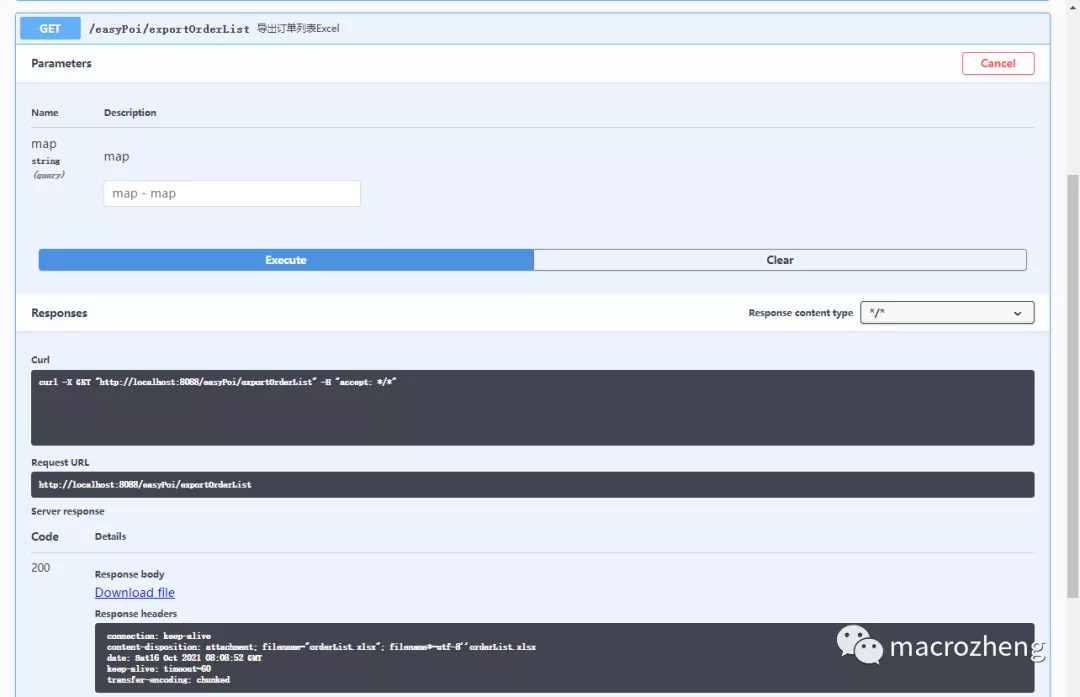 GET /easyPoi/exportOrderList 导出订单列表Excel
Parameters Cancel
Name Description
map map
string
(query)
map - map
Execute Clear
Responses Response content type */*
Curl
curl -X GET "http://localhost:8088/easyPoi/exportOrderList" -H "accept: */*"
Request URL
http://localhost:8088/easyPoi/exportOrderList
Server response
Code Details
200
Response body
Download file
Response headers
connection: keep-alive
content-disposition: attachment; filename="orderList.xlsx"; filename*=utf-8''orderList.xlsx
date: Sat16 Oct 2021 08:08:52 GMT
keep-alive: timeout=60
transfer-encoding: chunked
macrozheng